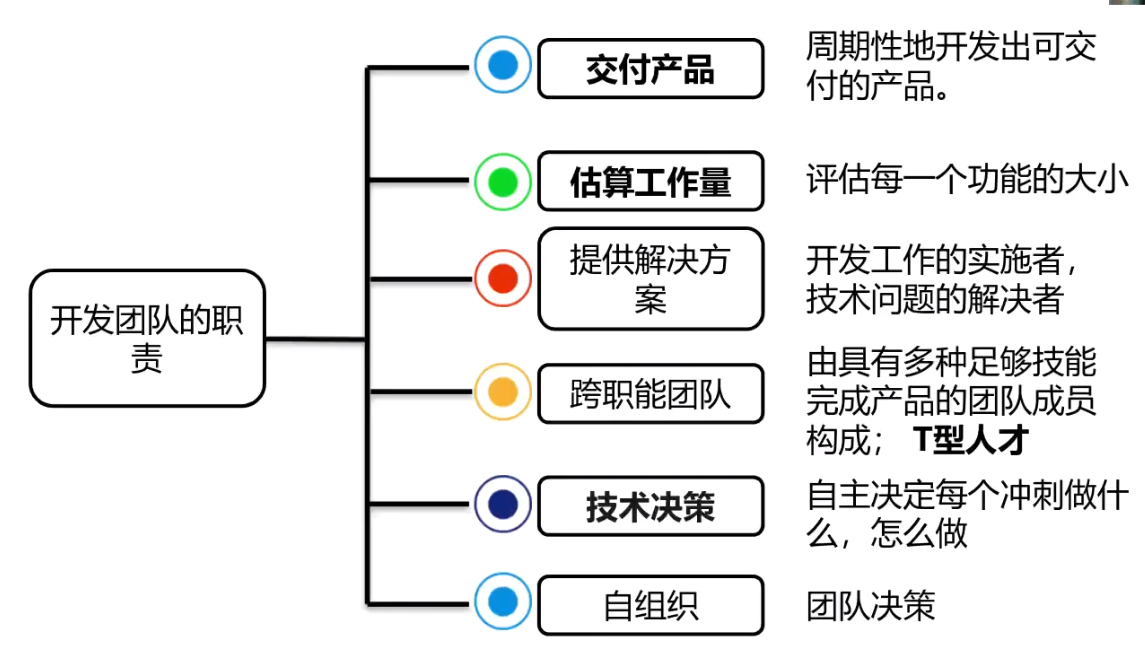 开发团队的职
责
交付产品
周期性地开发出可交
付的产品。
估算工作量
评估每一个功能的大小
提供解决方
案
开发工作的实施者，
技术问题的解决者
跨职能团队
由具有多种足够技能
完成产品的团队成员
构成； T型人才
技术决策
自主决定每个冲刺做什
么，怎么做
自组织
团队决策